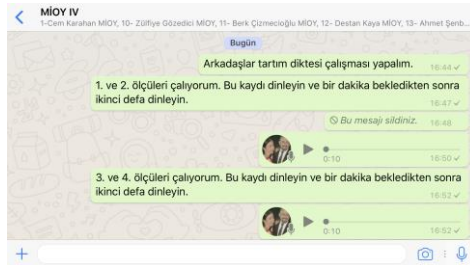 MİOY IV
1-Cem Karahan MİOY, 10- Zülfiye Gözedici MİOY, 11- Berk Çizmecioğlu MİOY, 12- Destan Kaya MİOY, 13- Ahmet Şenb...
Bugün
Arkadaşlar tartım diktesi çalışması yapalım. 16:44
1. ve 2. ölçüleri çalıyorum. Bu kaydı dinleyin ve bir dakika bekledikten sonra
ikinci defa dinleyin. 16:47
Bu mesajı sildiniz. 16:48
0:10 16:50
3. ve 4. ölçüleri çalıyorum. Bu kaydı dinleyin ve bir dakika bekledikten sonra
ikinci defa dinleyin. 16:52
0:10 16:52